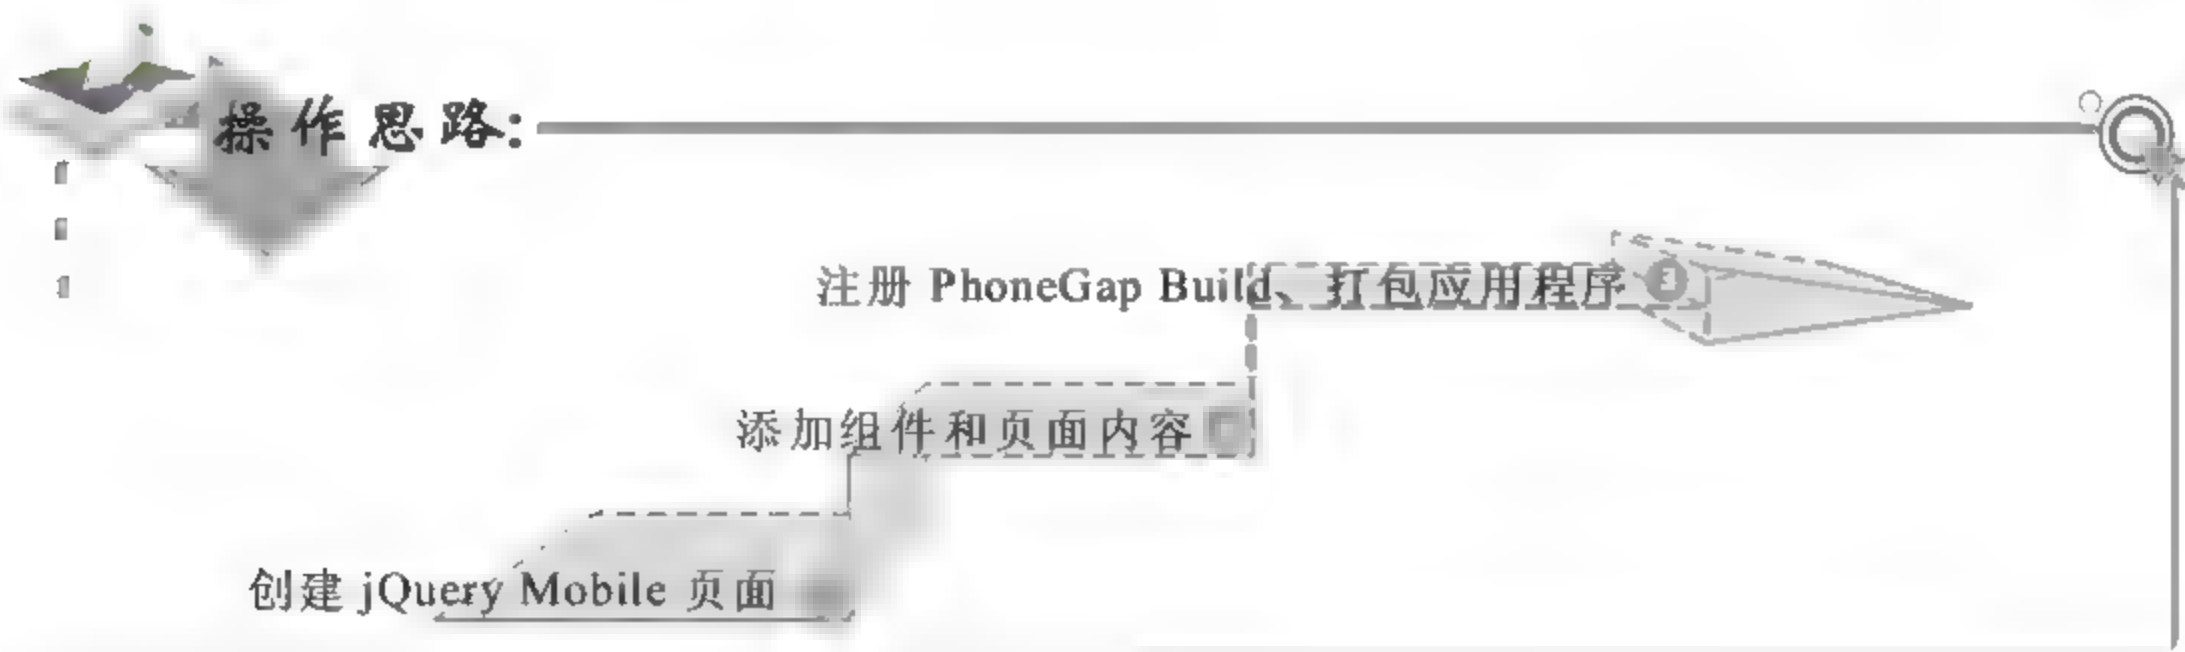 操作思路:
注册 PhoneGap Build、打包应用程序 3
添加组件和页面内容
创建 jQuery Mobile 页面